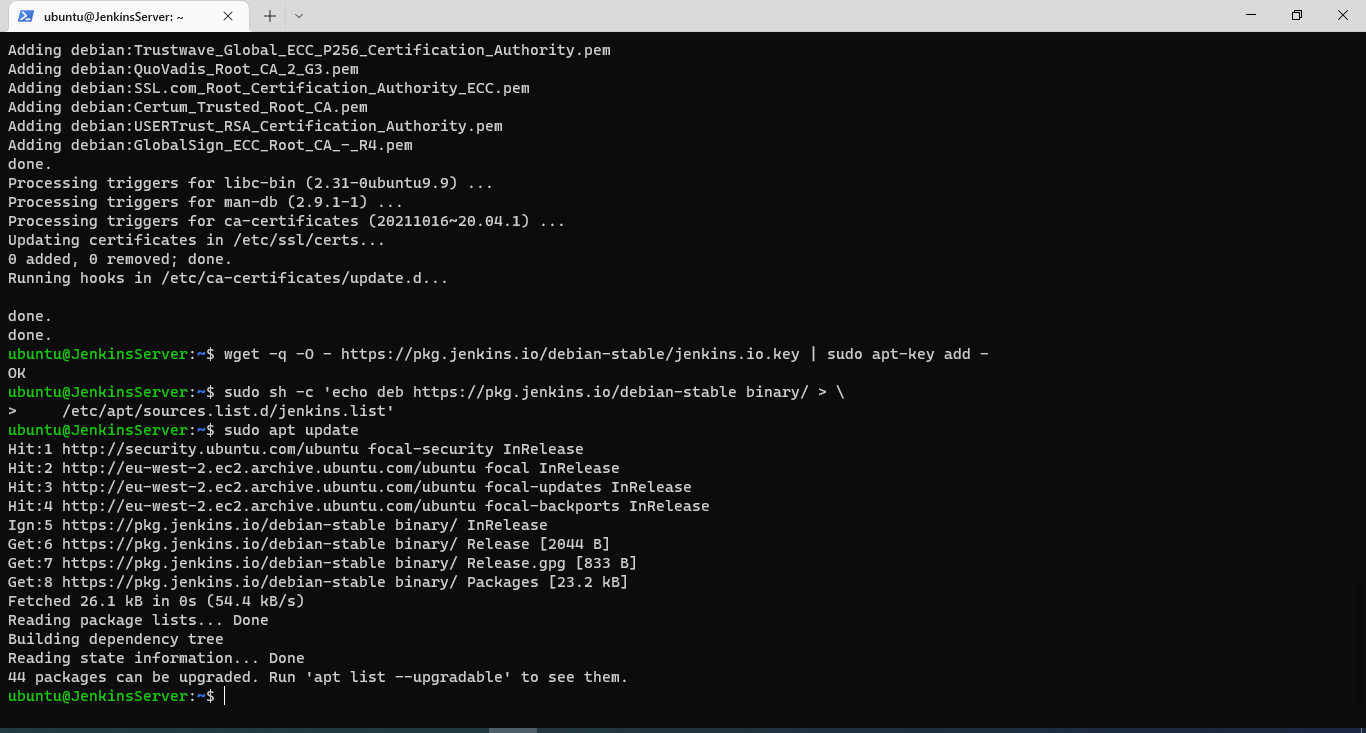 ubuntu@JenkinsServer: ~
Adding debian:Trustwave_Global_ECC_P256_Certification_Authority.pem
Adding debian:QuoVadis_Root_CA_2_G3.pem
Adding debian:SSL.com_Root_Certification_Authority_ECC.pem
Adding debian:Certum_Trusted_Root_CA.pem
Adding debian:USERTrust_RSA_Certification_Authority.pem
Adding debian:GlobalSign_ECC_Root_CA_-_R4.pem
done.
Processing triggers for libc-bin (2.31-0ubuntu9.9) ...
Processing triggers for man-db (2.9.1-1) ...
Processing triggers for ca-certificates (20211016~20.04.1) ...
Updating certificates in /etc/ssl/certs...
0 added, 0 removed; done.
Running hooks in /etc/ca-certificates/update.d...
done.
done.
ubuntu@JenkinsServer:~$ wget -q -O - https://pkg.jenkins.io/debian-stable/jenkins.io.key | sudo apt-key add -
OK
ubuntu@JenkinsServer:~$ sudo sh -c 'echo deb https://pkg.jenkins.io/debian-stable binary/ > \
>     /etc/apt/sources.list.d/jenkins.list'
ubuntu@JenkinsServer:~$ sudo apt update
Hit:1 http://security.ubuntu.com/ubuntu focal-security InRelease
Hit:2 http://eu-west-2.ec2.archive.ubuntu.com/ubuntu focal InRelease
Hit:3 http://eu-west-2.ec2.archive.ubuntu.com/ubuntu focal-updates InRelease
Hit:4 http://eu-west-2.ec2.archive.ubuntu.com/ubuntu focal-backports InRelease
Ign:5 https://pkg.jenkins.io/debian-stable binary/ InRelease
Get:6 https://pkg.jenkins.io/debian-stable binary/ Release [2044 B]
Get:7 https://pkg.jenkins.io/debian-stable binary/ Release.gpg [833 B]
Get:8 https://pkg.jenkins.io/debian-stable binary/ Packages [23.2 kB]
Fetched 26.1 kB in 0s (54.4 kB/s)
Reading package lists... Done
Building dependency tree
Reading state information... Done
44 packages can be upgraded. Run 'apt list --upgradable' to see them.
ubuntu@JenkinsServer:~$